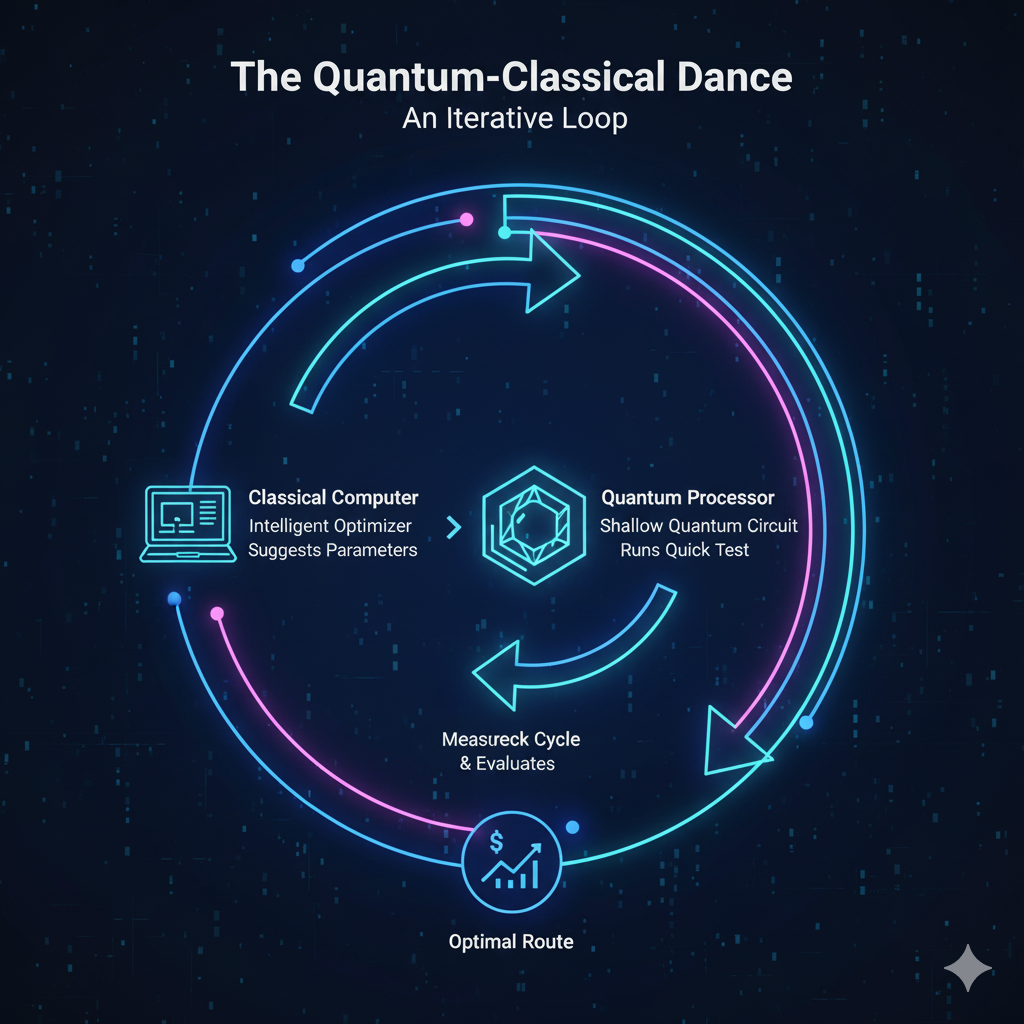 The Quantum-Classical Dance
An Iterative Loop
Classical Computer
Intelligent Optimizer
Suggests Parameters
Quantum Processor
Shallow Quantum Circuit
Runs Quick Test
Meastreck Cycle
& Evaluates
$
Optimal Route